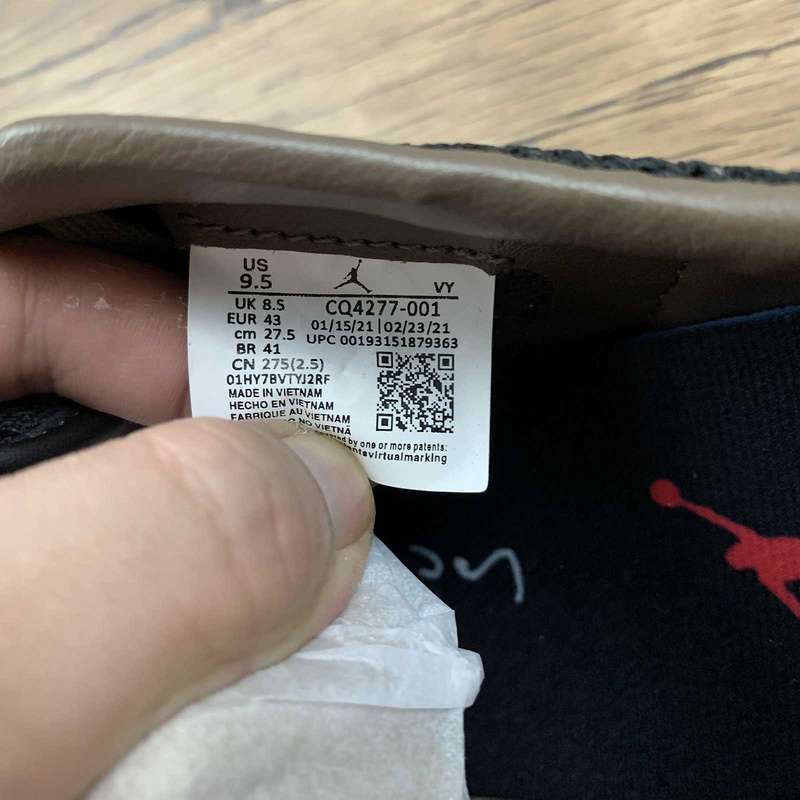 US
9.5
VY
UK 8.5
CQ4277-001
EUR 43
01/15/21 | 02/23/21
cm 27.5
UPC 00193151879363
BR 41
CN 275(2.5)
01HY7BVTYJ2RF
MADE IN VIETNAM
HECHO EN VIETNAM
FABRIQUE AU VIETNAM
NO VIETNÃ
by one or more patents:
virtualmarking